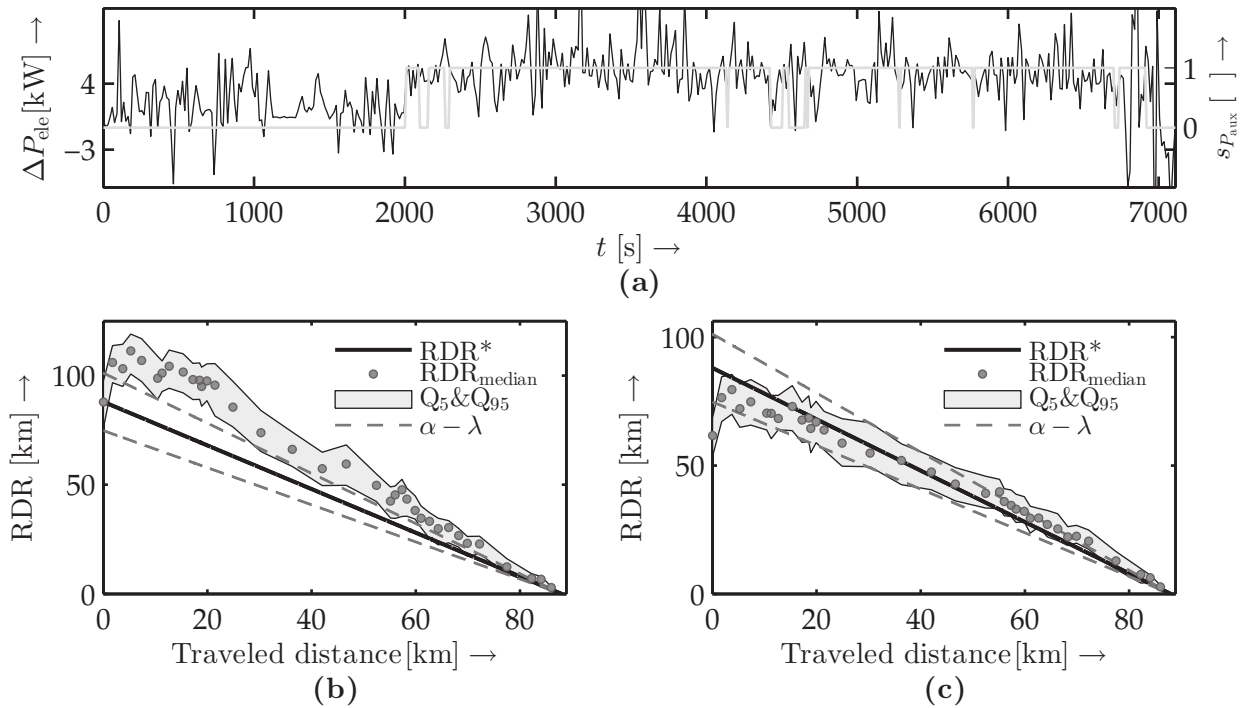 ΔP_ele [kW] →
4
−3
1
0
s_P_aux [ ] →
0 1000 2000 3000 4000 5000 6000 7000
t [s] →
(a)
RDR [km] →
100
50
0
RDR*
RDR_median
Q_5&Q_95
α − λ
0 20 40 60 80
Traveled distance [km] →
(b)
RDR [km] →
100
50
0
RDR*
RDR_median
Q_5&Q_95
α − λ
0 20 40 60 80
Traveled distance [km] →
(c)